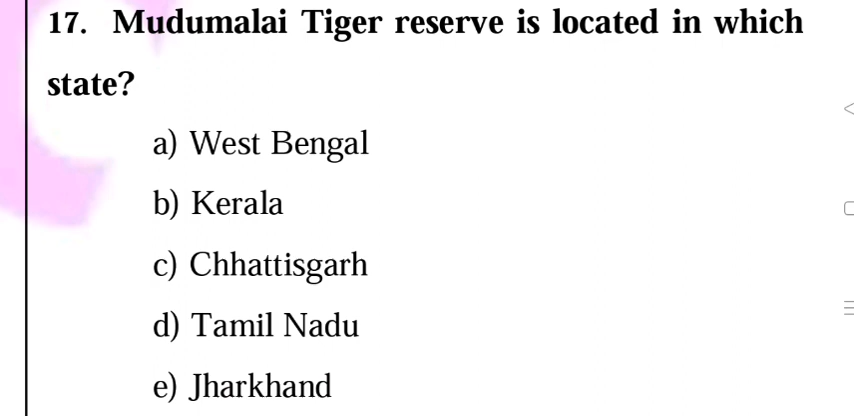 17. Mudumalai Tiger reserve is located in which
state?
a) West Bengal
b) Kerala
c) Chhattisgarh
d) Tamil Nadu
e) Jharkhand